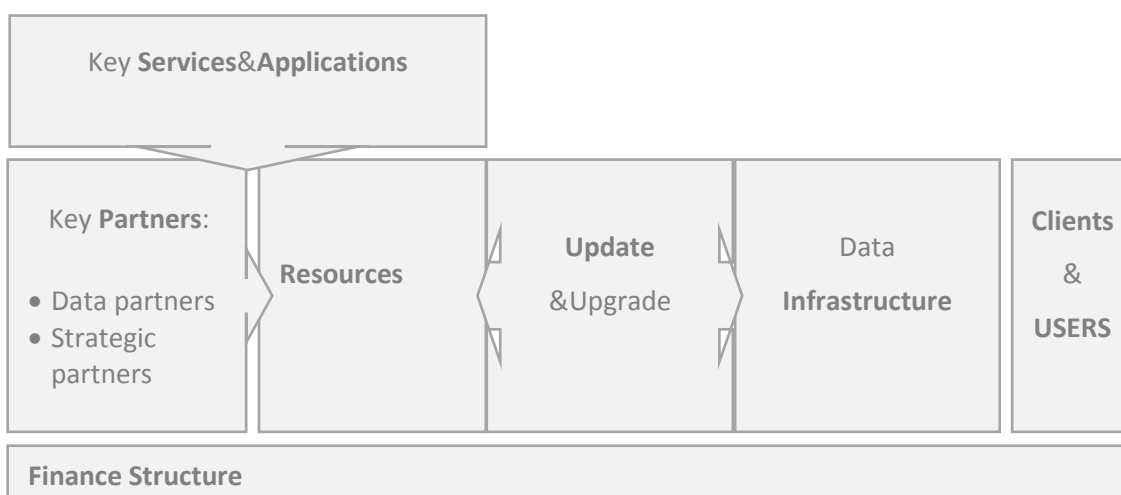 Key Services&Applications
Key Partners:
• Data partners
• Strategic
partners
Resources
Update
&Upgrade
Data
Infrastructure
Clients
&
USERS
Finance Structure